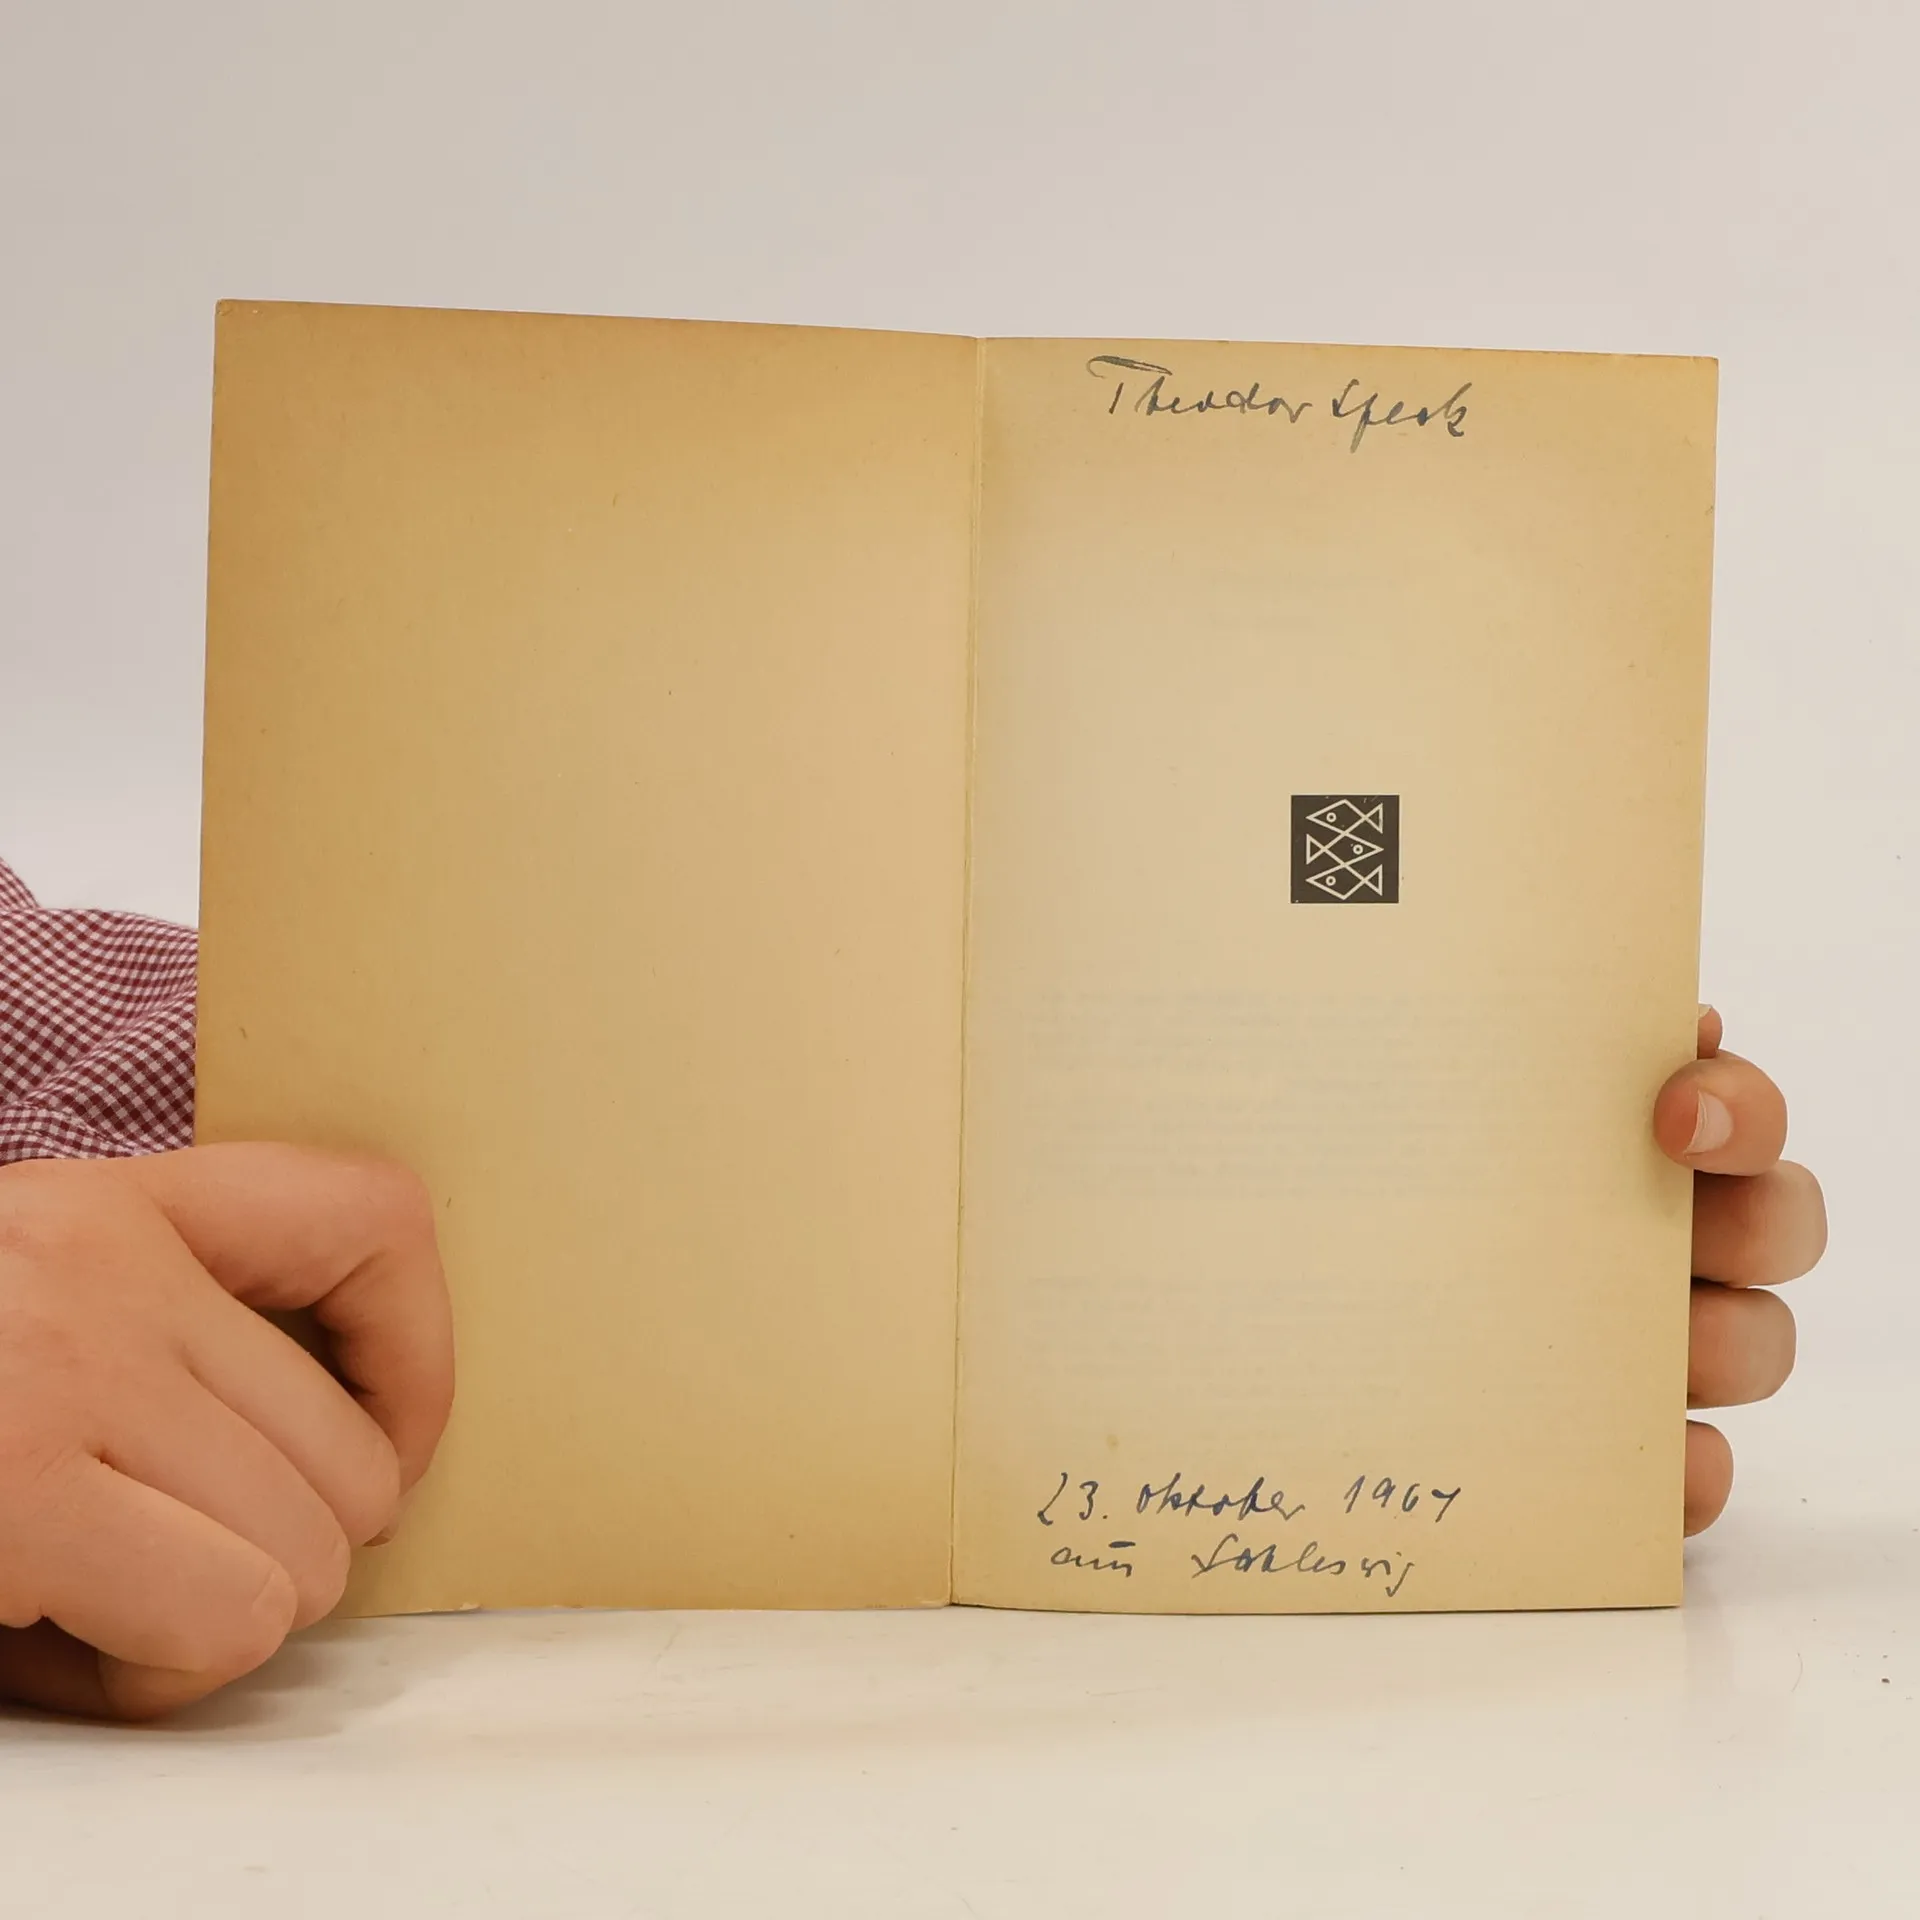 Theodor Speck
23. Oktober 1967
aus Schleswig